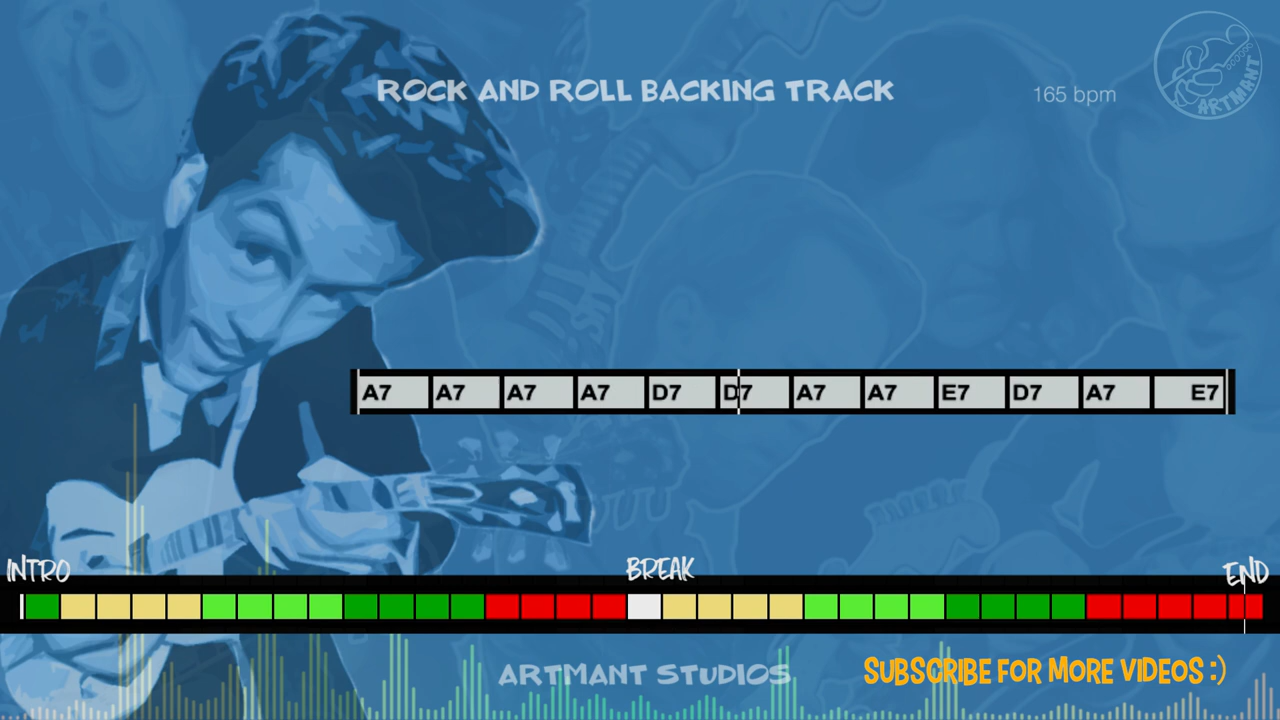 ROCK AND ROLL BACKING TRACK
165 bpm
ARTMANT
A7 A7 A7 A7 D7 D7 A7 A7 E7 D7 A7 E7
INTRO
BREAK
END
ARTMANT STUDIOS
SUBSCRIBE FOR MORE VIDEOS :)